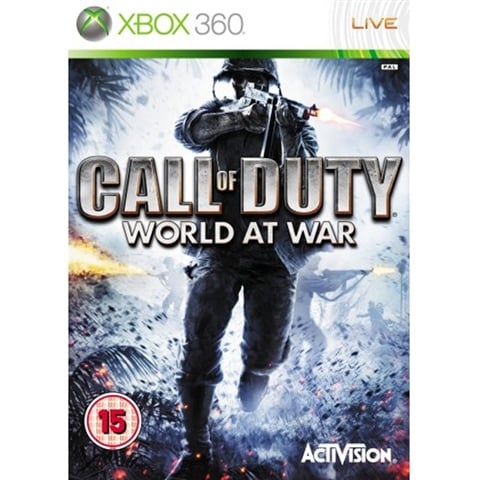 XBOX 360
LIVE
PAL
CALL OF DUTY
WORLD AT WAR
15
ACTIVISION